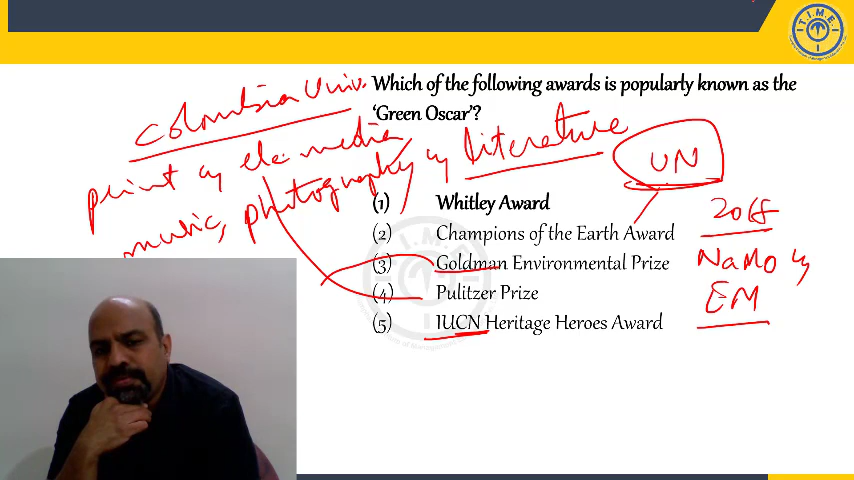 T.I.M.E.
Which of the following awards is popularly known as the
'Green Oscar'?
Colombia Univ.
print & ele media
music, photography & literature
UN
(1) Whitley Award
(2) Champions of the Earth Award
(3) Goldman Environmental Prize
(4) Pulitzer Prize
(5) IUCN Heritage Heroes Award
NaMo &
EM